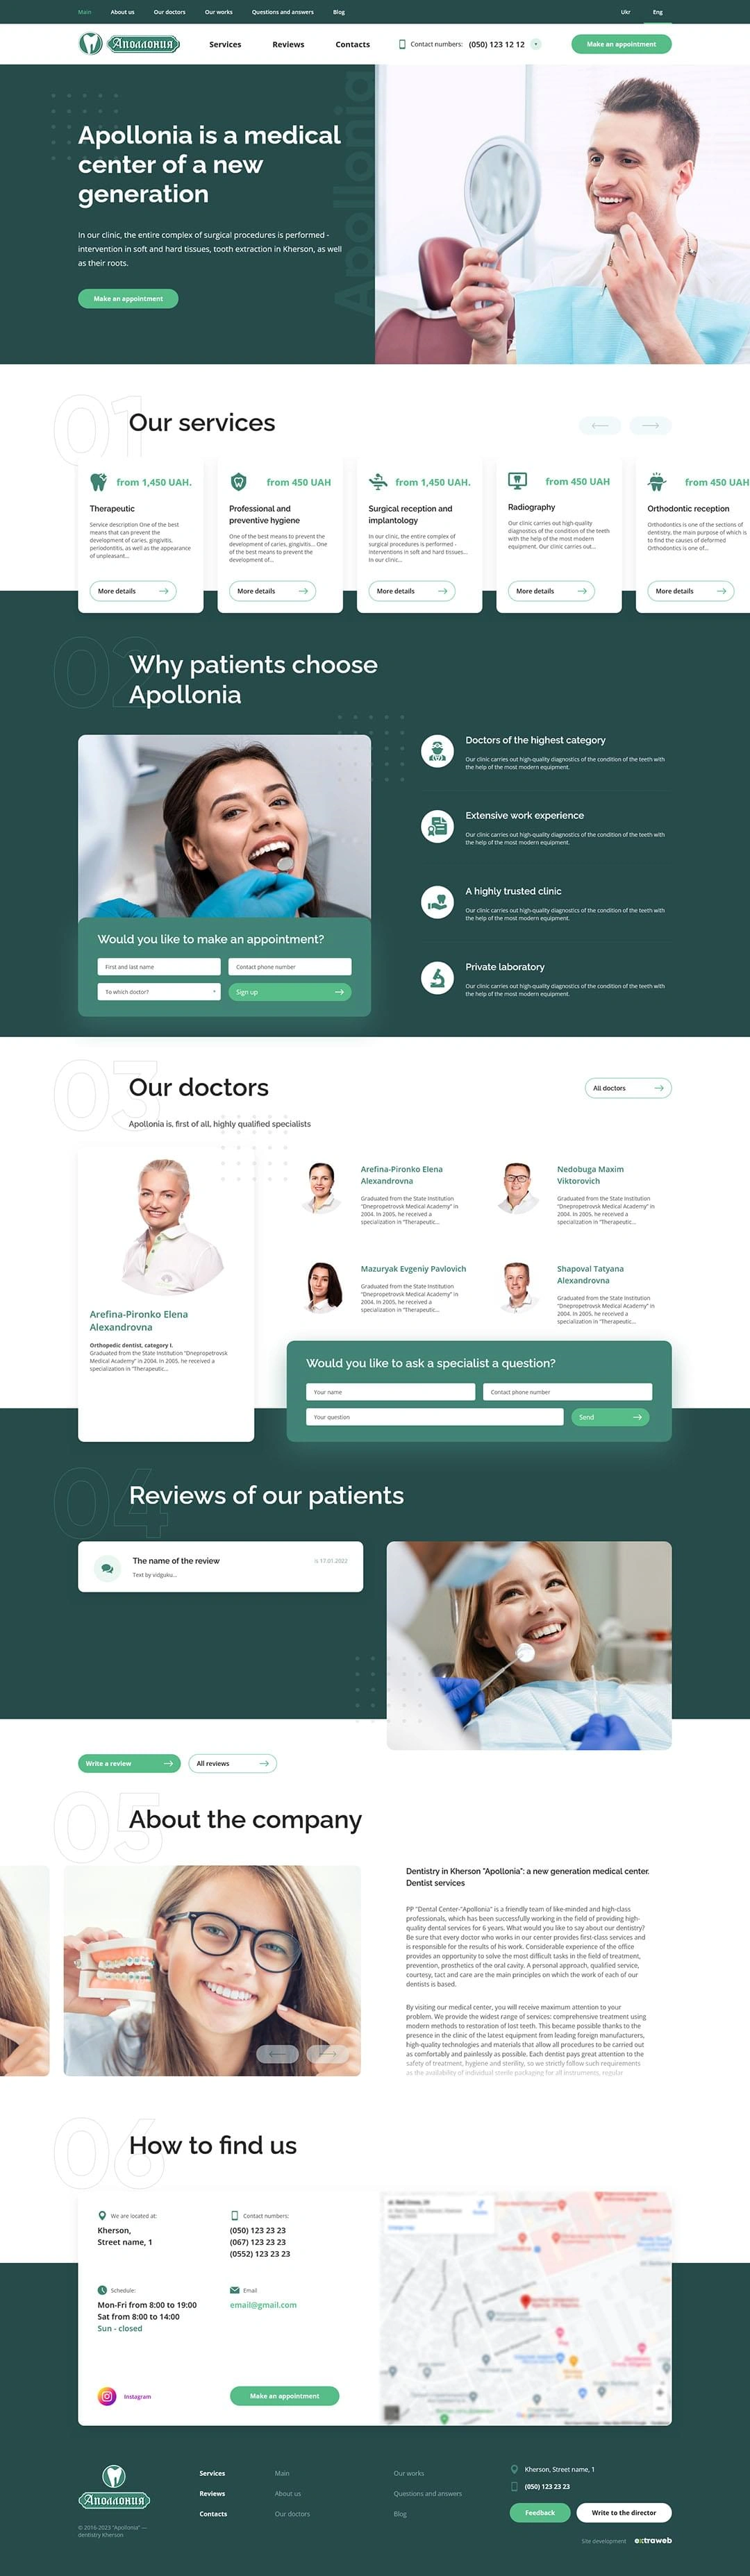 Main About us Our doctors Our works Questions and answers Blog Ukr Eng
Аполлония Services Reviews Contacts Contact numbers: (050) 123 12 12 Make an appointment
Apollonia
Apollonia is a medical
center of a new
generation
In our clinic, the entire complex of surgical procedures is performed -
intervention in soft and hard tissues, tooth extraction in Kherson, as well
as their roots.
Make an appointment
01
Our services
from 1,450 UAH.
Therapeutic
Service description One of the best
means that can prevent the
development of caries, gingivitis,
periodontitis, as well as the appearance
of unpleasant...
More details
from 450 UAH
Professional and
preventive hygiene
One of the best means to prevent the
development of caries, gingivitis... One
of the best means to prevent the
development of...
More details
from 1,450 UAH.
Surgical reception and
implantology
In our clinic, the entire complex of
surgical procedures is performed -
interventions in soft and hard tissues...
In our clinic...
More details
from 450 UAH
Radiography
Our clinic carries out high-quality
diagnostics of the condition of the teeth
with the help of the most modern
equipment. Our clinic carries out...
More details
from 450 UAH
Orthodontic reception
Orthodontics is one of the sections of
dentistry, the main purpose of which is
to find the causes of deformed
Orthodontics is one of...
More details
02
Why patients choose
Apollonia
Would you like to make an appointment?
First and last name Contact phone number
To which doctor? Sign up
Doctors of the highest category
Our clinic carries out high-quality diagnostics of the condition of the teeth with
the help of the most modern equipment.
Extensive work experience
Our clinic carries out high-quality diagnostics of the condition of the teeth with
the help of the most modern equipment.
A highly trusted clinic
Our clinic carries out high-quality diagnostics of the condition of the teeth with
the help of the most modern equipment.
Private laboratory
Our clinic carries out high-quality diagnostics of the condition of the teeth with
the help of the most modern equipment.
03
Our doctors
All doctors
Apollonia is, first of all, highly qualified specialists
Arefina-Pironko Elena
Alexandrovna
Orthopedic dentist, category I.
Graduated from the State Institution "Dnepropetrovsk
Medical Academy" in 2004. In 2005, he received a
specialization in "Therapeutic...
Arefina-Pironko Elena
Alexandrovna
Graduated from the State Institution
"Dnepropetrovsk Medical Academy" in
2004. In 2005, he received a
specialization in "Therapeutic...
Nedobuga Maxim
Viktorovich
Graduated from the State Institution
"Dnepropetrovsk Medical Academy" in
2004. In 2005, he received a
specialization in "Therapeutic...
Mazuryak Evgeniy Pavlovich
Graduated from the State Institution
"Dnepropetrovsk Medical Academy" in
2004. In 2005, he received a
specialization in "Therapeutic...
Shapoval Tatyana
Alexandrovna
Graduated from the State Institution
"Dnepropetrovsk Medical Academy" in
2004. In 2005, he received a
specialization in "Therapeutic...
Would you like to ask a specialist a question?
Your name Contact phone number
Your question Send
04
Reviews of our patients
The name of the review 17.01.2022
Text by vidguku...
Write a review All reviews
05
About the company
Dentistry in Kherson "Apollonia": a new generation medical center.
Dentist services
PP "Dental Center-"Apollonia" is a friendly team of like-minded and high-class
professionals, which has been successfully working in the field of providing high-
quality dental services for 6 years. What would you like to say about our dentistry?
Be sure that every doctor who works in our center provides first-class services and
is responsible for the results of his work. Considerable experience of the office
provides an opportunity to solve the most difficult tasks in the field of treatment,
prevention, prosthetics of the oral cavity. A personal approach, qualified service,
courtesy, tact and care are the main principles on which the work of each of our
dentists is based.
By visiting our medical center, you will receive maximum attention to your
problem. We provide the widest range of services: comprehensive treatment using
modern methods to restoration of lost teeth. This became possible thanks to the
presence in the clinic of the latest equipment from leading foreign manufacturers,
high-quality technologies and materials that allow all procedures to be carried out
as comfortably and painlessly as possible. Each dentist pays great attention to the
safety of treatment, hygiene and sterility, so we strictly follow such requirements
as the availability of individual sterile packaging for all instruments, regular
06
How to find us
We are located at:
Kherson,
Street name, 1
Contact numbers:
(050) 123 23 23
(067) 123 23 23
(0552) 123 23 23
Schedule:
Mon-Fri from 8:00 to 19:00
Sat from 8:00 to 14:00
Sun - closed
Email
email@gmail.com
Instagram
Make an appointment
Аполлония
© 2016-2023 "Apollonia" —
dentistry Kherson
Services Main Our works
Reviews About us Questions and answers
Contacts Our doctors Blog
Kherson, Street name, 1
(050) 123 23 23
Feedback Write to the director
Site development extraweb